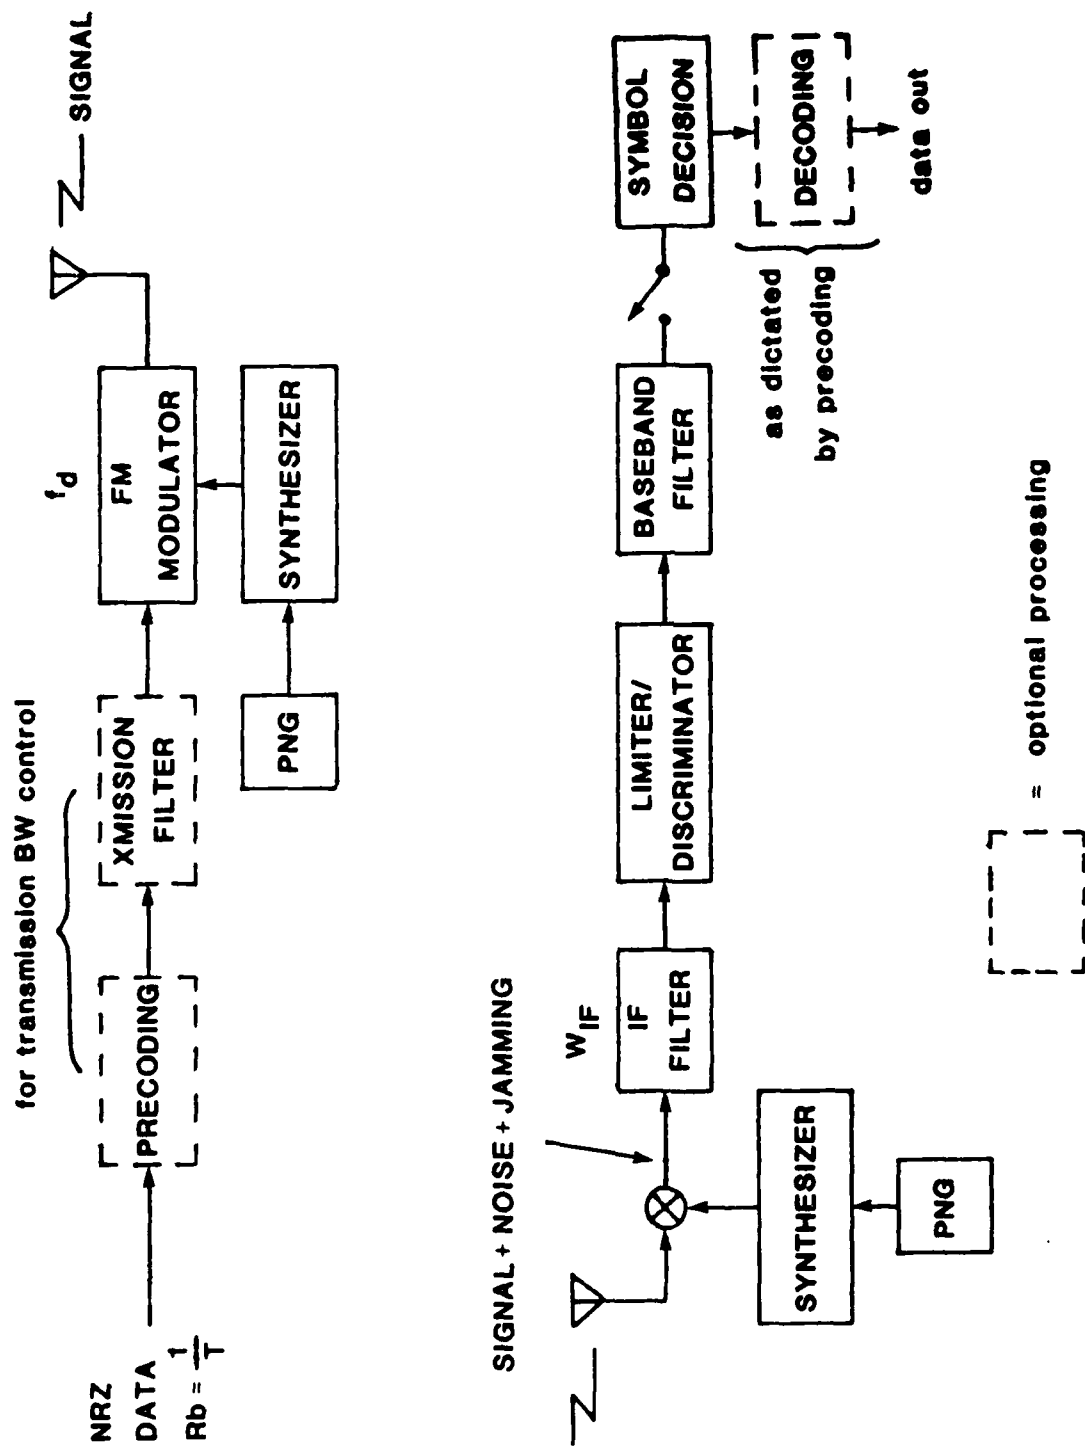 for transmission BW control
NRZ
DATA
Rb = 1/T
PRECODING
XMISSION
FILTER
fd
FM
MODULATOR
SIGNAL
PNG
SYNTHESIZER
SIGNAL + NOISE + JAMMING
WIF
IF
FILTER
LIMITER/
DISCRIMINATOR
BASEBAND
FILTER
SYMBOL
DECISION
SYNTHESIZER
PNG
as dictated
by precoding
DECODING
data out
= optional processing